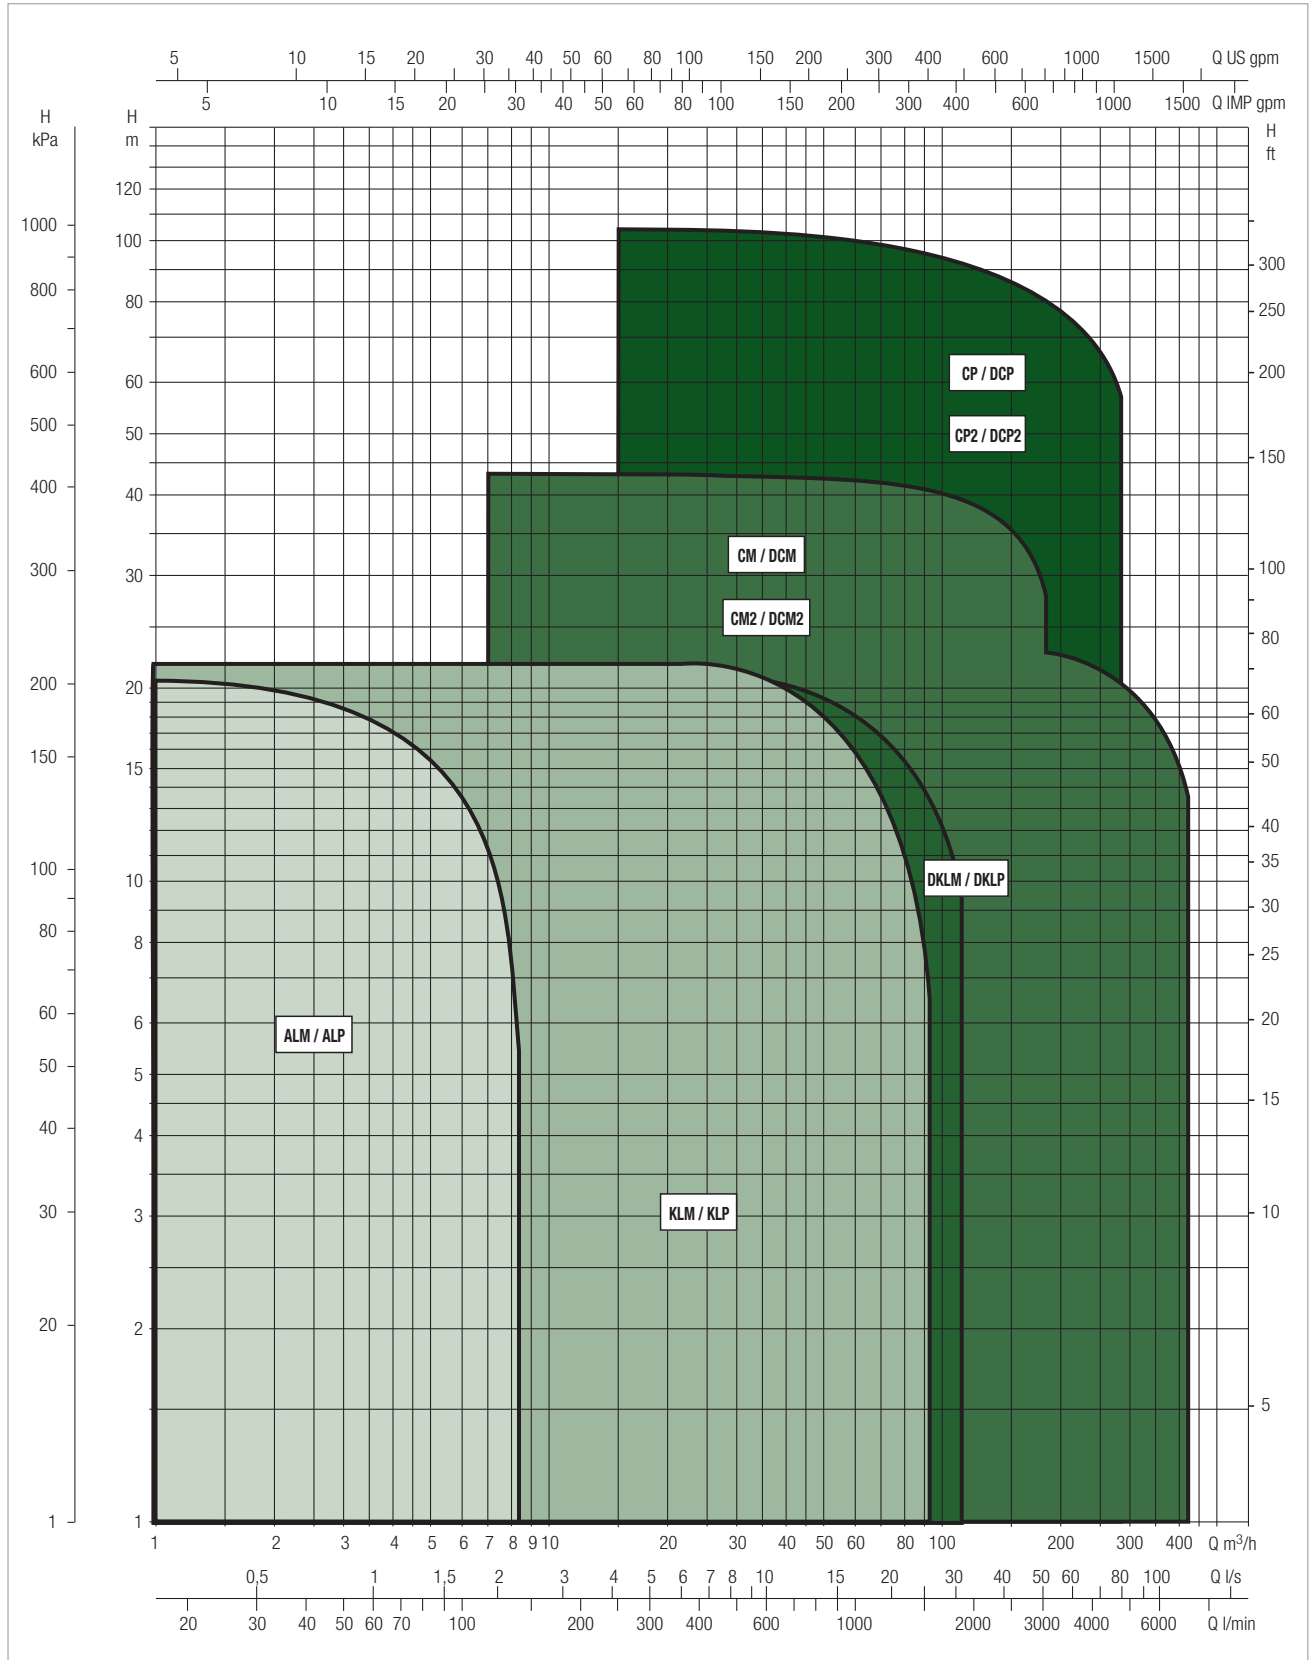 5 10 15 20 30 40 50 60 80 100 150 200 300 400 600 1000 1500 Q US gpm
5 10 15 20 30 40 50 60 80 100 150 200 300 400 600 1000 1500 Q IMP gpm
H
kPa
H
m
H
ft
120
1000
100
300
800
80
250
600
60
200
500
50
150
400
40
300
30
100
80
200
20
60
150
15
50
40
35
100
10
30
80
8
25
60
6
20
50
5
15
40
4
30
3
10
20
2
5
1
1
CP / DCP
CP2 / DCP2
CM / DCM
CM2 / DCM2
DKLM / DKLP
ALM / ALP
KLM / KLP
1 2 3 4 5 6 7 8 9 10 20 30 40 50 60 80 100 200 300 400 Q m³/h
0,5 1 1,5 2 3 4 5 6 7 8 10 15 20 30 40 50 60 80 100 Q l/s
20 30 40 50 60 70 100 200 300 400 600 1000 2000 3000 4000 6000 Q l/min